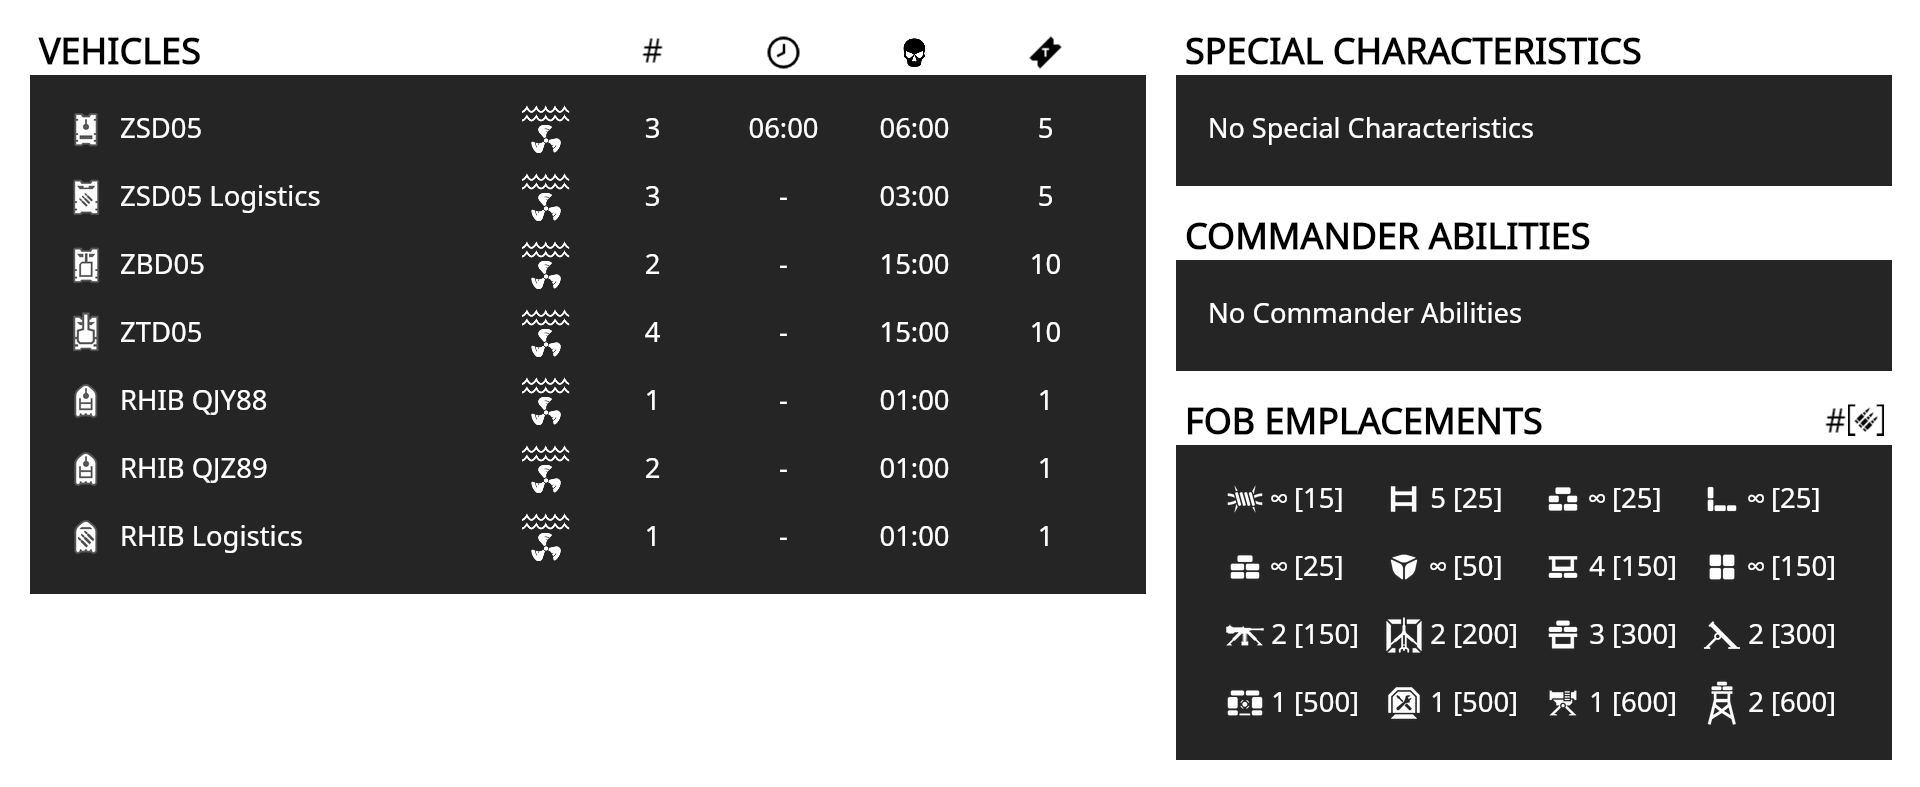 VEHICLES #
ZSD05 3 06:00 06:00 5
ZSD05 Logistics 3 - 03:00 5
ZBD05 2 - 15:00 10
ZTD05 4 - 15:00 10
RHIB QJY88 1 - 01:00 1
RHIB QJZ89 2 - 01:00 1
RHIB Logistics 1 - 01:00 1
SPECIAL CHARACTERISTICS
No Special Characteristics
COMMANDER ABILITIES
No Commander Abilities
FOB EMPLACEMENTS #[]
∞ [15] 5 [25] ∞ [25] ∞ [25]
∞ [25] ∞ [50] 4 [150] ∞ [150]
2 [150] 2 [200] 3 [300] 2 [300]
1 [500] 1 [500] 1 [600] 2 [600]